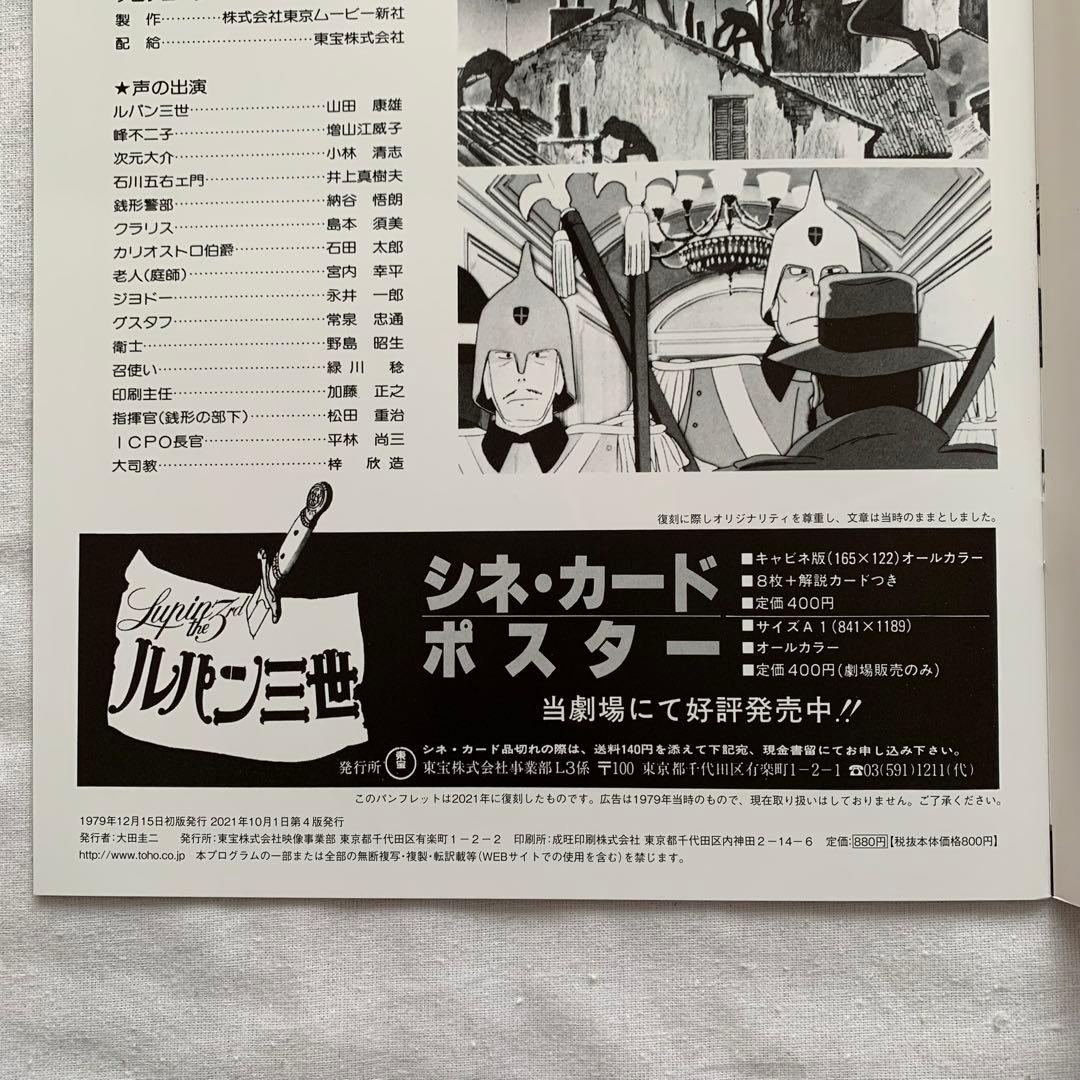 製作…………株式会社東京ムービー新社
配給…………………………東宝株式会社
★声の出演
ルパン三世……………………山田 康雄
峰不二子………………………増山江威子
次元大介………………………小林 清志
石川五右ェ門…………………井上真樹夫
銭形警部………………………納谷 悟朗
クラリス………………………島本 須美
カリオストロ伯爵……………石田 太郎
老人(庭師)……………………宮内 幸平
ジョドー………………………永井 一郎
グスタフ………………………常泉 忠通
衛士……………………………野島 昭生
召使い…………………………緑川 稔
印刷主任………………………加藤 正之
指揮官(銭形の部下)…………松田 重治
ICPO長官……………………平林 尚三
大司教…………………………梓 欣造
復刻に際しオリジナリティを尊重し、文章は当時のままとしました。
Lupin the 3rd
ルパン三世
シネ・カード
■キャビネ版(165×122)オールカラー
■8枚+解説カードつき
■定価400円
ポスター
■サイズA1(841×1189)
■オールカラー
■定価400円(劇場販売のみ)
当劇場にて好評発売中!!
シネ・カード品切れの際は、送料140円を添えて下記宛、現金書留にてお申し込み下さい。
発行所 東宝 東宝株式会社事業部L3係 〒100 東京都千代田区有楽町1-2-1 ☎03(591)1211(代)
このパンフレットは2021年に復刻したものです。広告は1979年当時のもので、現在取り扱いはしておりません。ご了承ください。
1979年12月15日初版発行 2021年10月1日第4版発行
発行者:大田圭二 発行所:東宝株式会社映像事業部 東京都千代田区有楽町1-2-2 印刷所:成旺印刷株式会社 東京都千代田区内神田2-14-6 定価:880円【税抜本体価格800円】
http://www.toho.co.jp 本プログラムの一部または全部の無断複写・複製・転訳載等(WEBサイトでの使用を含む)を禁じます。